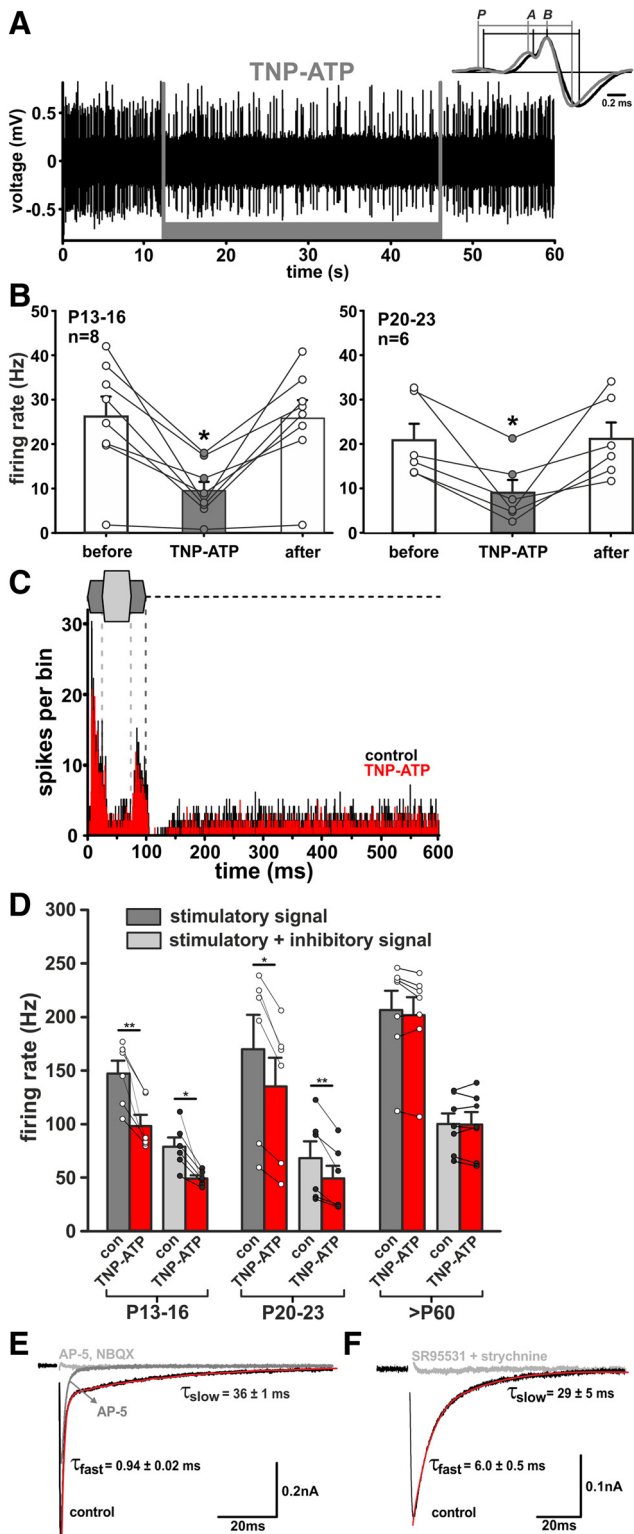 A
P A B
TNP-ATP
0.2 ms
voltage (mV)
0.5
0
-0.5
0 10 20 30 40 50 60
time (s)
B
P13-16
n=8
firing rate (Hz)
50
40
30
20
10
0
before TNP-ATP after
*
P20-23
n=6
50
40
30
20
10
0
before TNP-ATP after
*
C
spikes per bin
30
20
10
0
control
TNP-ATP
0 100 200 300 400 500 600
time (ms)
D
stimulatory signal
stimulatory + inhibitory signal
firing rate (Hz)
300
250
200
150
100
50
0
** * * **
con TNP-ATP con TNP-ATP con TNP-ATP con TNP-ATP con TNP-ATP con TNP-ATP
P13-16 P20-23 >P60
E
AP-5, NBQX
τslow = 36 ± 1 ms
AP-5
τfast = 0.94 ± 0.02 ms
control
0.2nA
20ms
F
SR95531 + strychnine
τslow = 29 ± 5 ms
τfast = 6.0 ± 0.5 ms
control
0.1nA
20ms